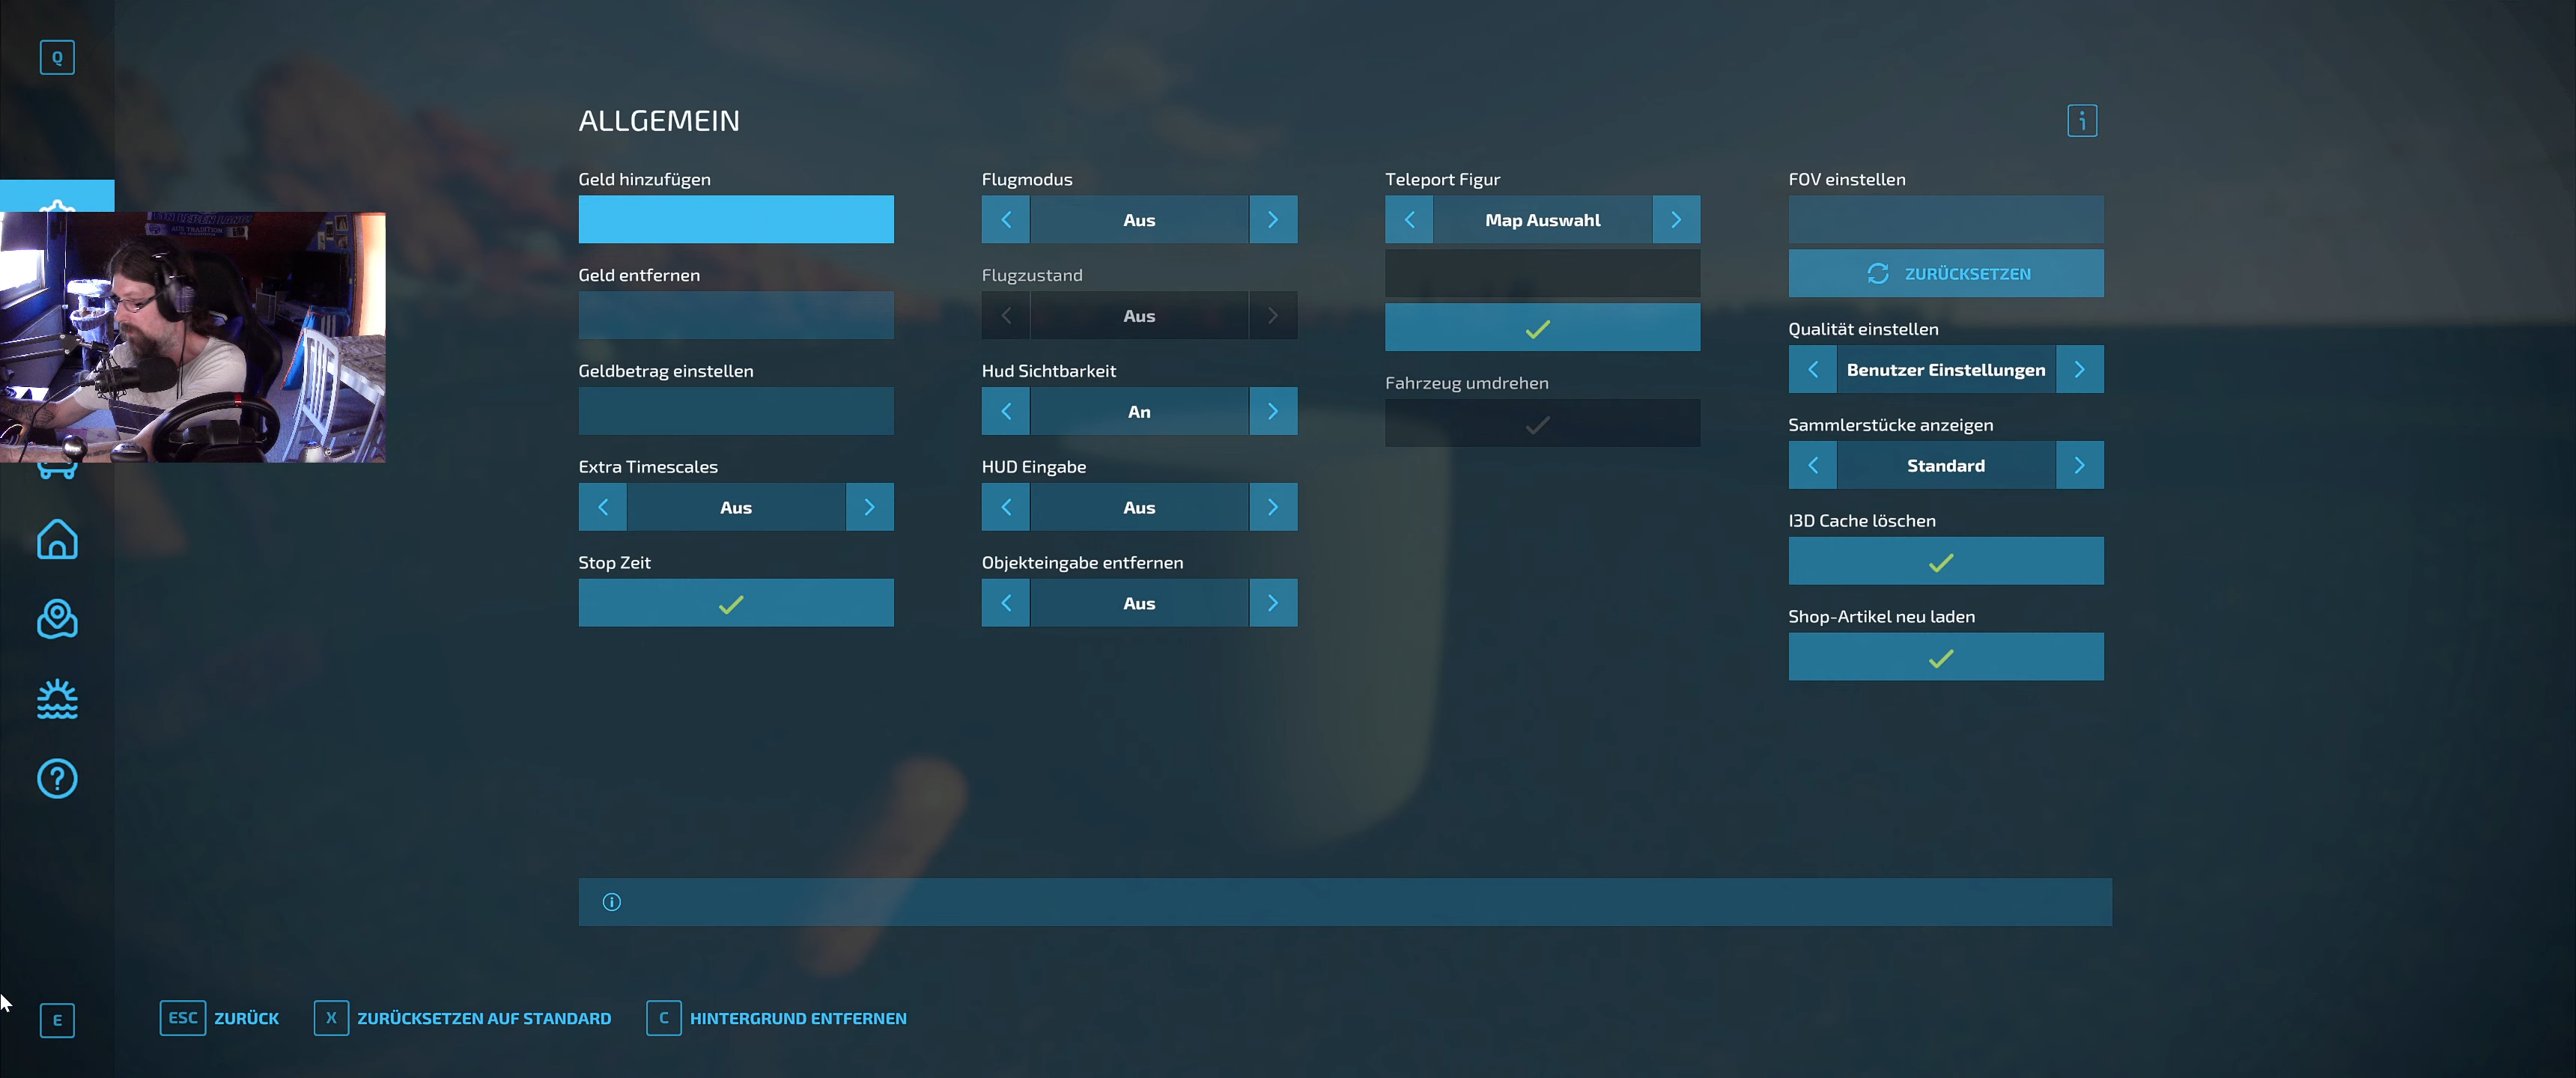 Q
ALLGEMEIN
Geld hinzufügen
Geld entfernen
Geldbetrag einstellen
Extra Timescales
Aus
Stop Zeit
Flugmodus
Aus
Flugzustand
Aus
Hud Sichtbarkeit
An
HUD Eingabe
Aus
Objekteingabe entfernen
Aus
Teleport Figur
Map Auswahl
Fahrzeug umdrehen
FOV einstellen
ZURÜCKSETZEN
Qualität einstellen
Benutzer Einstellungen
Sammlerstücke anzeigen
Standard
I3D Cache löschen
Shop-Artikel neu laden
AUS TRADITION
E
ESC ZURÜCK
X ZURÜCKSETZEN AUF STANDARD
C HINTERGRUND ENTFERNEN